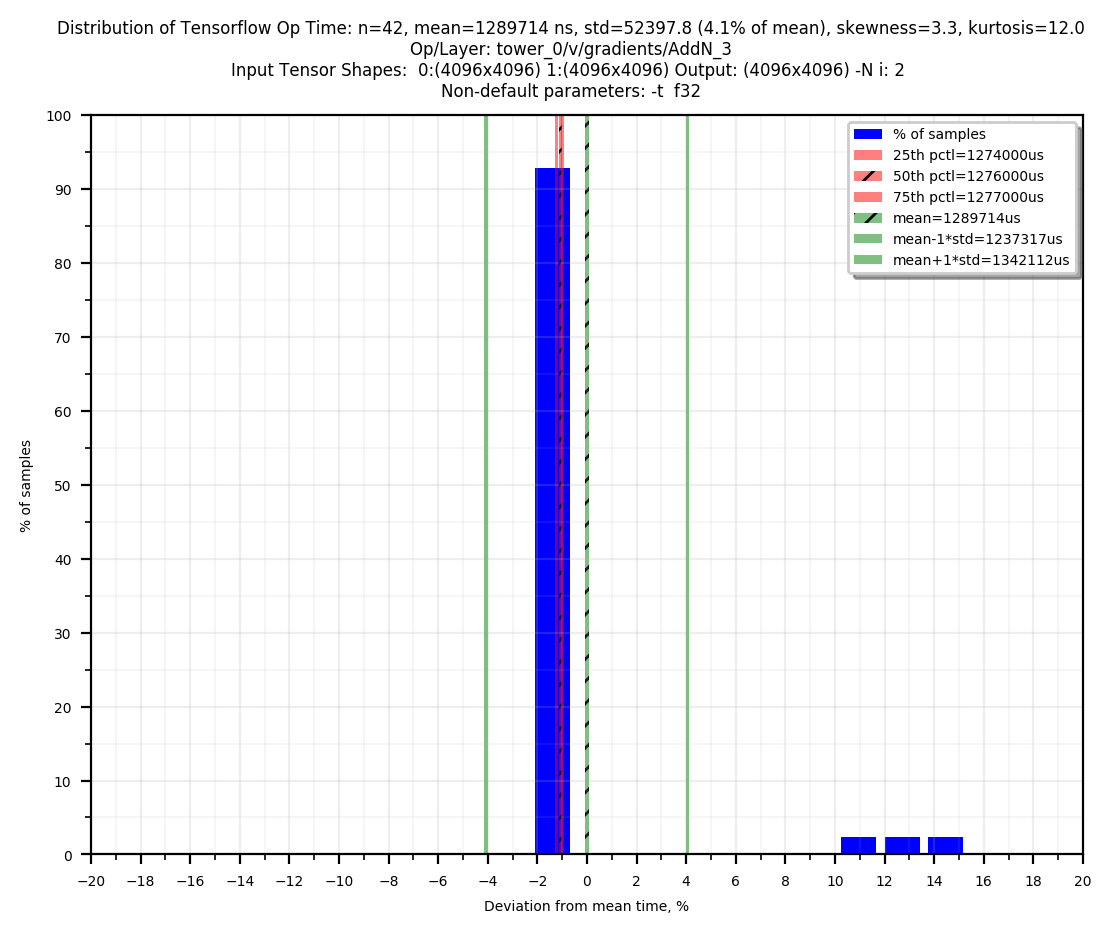 Distribution of Tensorflow Op Time: n=42, mean=1289714 ns, std=52397.8 (4.1% of mean), skewness=3.3, kurtosis=12.0
Op/Layer: tower_0/v/gradients/AddN_3
Input Tensor Shapes:  0:(4096x4096) 1:(4096x4096) Output: (4096x4096) -N i: 2
Non-default parameters: -t  f32
100
90
80
70
60
50
40
30
20
10
0
% of samples
% of samples
25th pctl=1274000us
50th pctl=1276000us
75th pctl=1277000us
mean=1289714us
mean-1*std=1237317us
mean+1*std=1342112us
−20 −18 −16 −14 −12 −10 −8 −6 −4 −2 0 2 4 6 8 10 12 14 16 18 20
Deviation from mean time, %